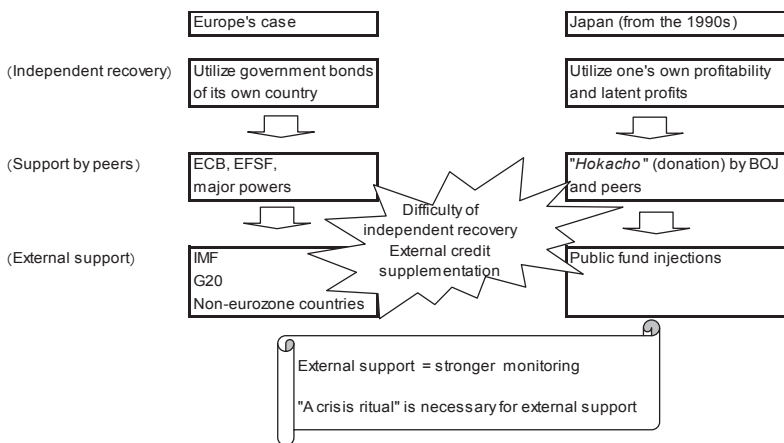 Europe's case
Japan (from the 1990s)
(Independent recovery)
Utilize government bonds
of its own country
Utilize one's own profitability
and latent profits
(Support by peers)
ECB, EFSF,
major powers
"Hokacho" (donation) by BOJ
and peers
Difficulty of
independent recovery
External credit
supplementation
(External support)
IMF
G20
Non-eurozone countries
Public fund injections
External support = stronger monitoring
"A crisis ritual" is necessary for external support